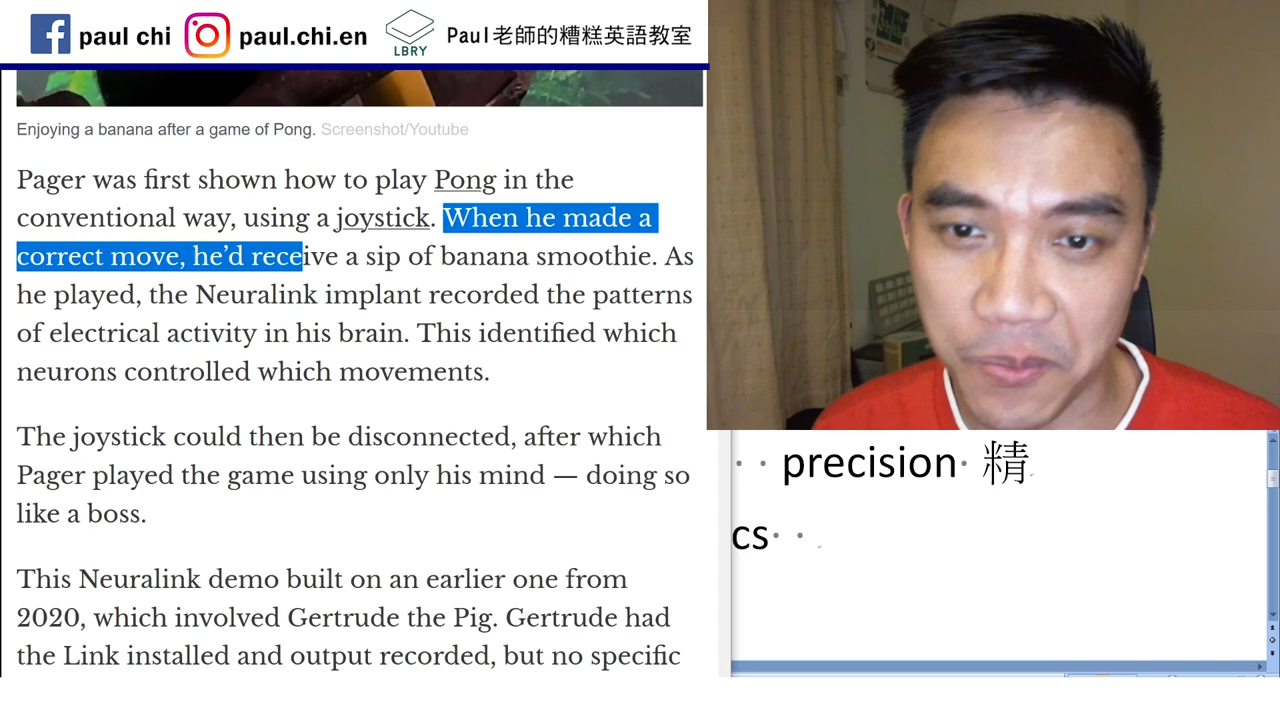 paul chi paul.chi.en LBRY Paul老師的糟糕英語教室
Enjoying a banana after a game of Pong. Screenshot/Youtube
Pager was first shown how to play Pong in the
conventional way, using a joystick. When he made a
correct move, he’d receive a sip of banana smoothie. As
he played, the Neuralink implant recorded the patterns
of electrical activity in his brain. This identified which
neurons controlled which movements.
The joystick could then be disconnected, after which
Pager played the game using only his mind — doing so
like a boss.
This Neuralink demo built on an earlier one from
2020, which involved Gertrude the Pig. Gertrude had
the Link installed and output recorded, but no specific
precision 精
cs